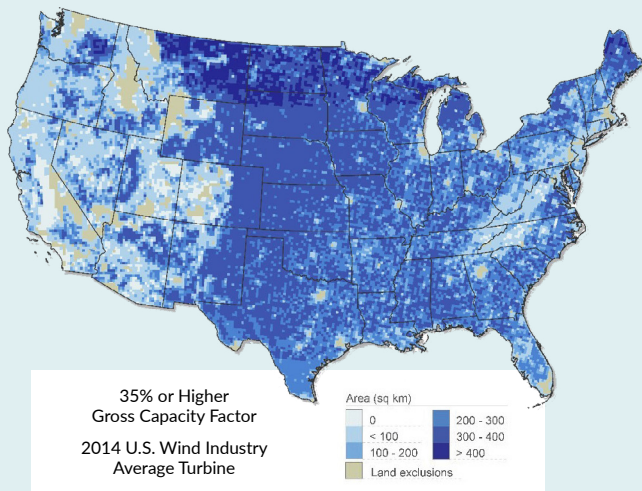 35% or Higher
Gross Capacity Factor
2014 U.S. Wind Industry
Average Turbine
Area (sq km)
0
< 100
100 - 200
200 - 300
300 - 400
> 400
Land exclusions